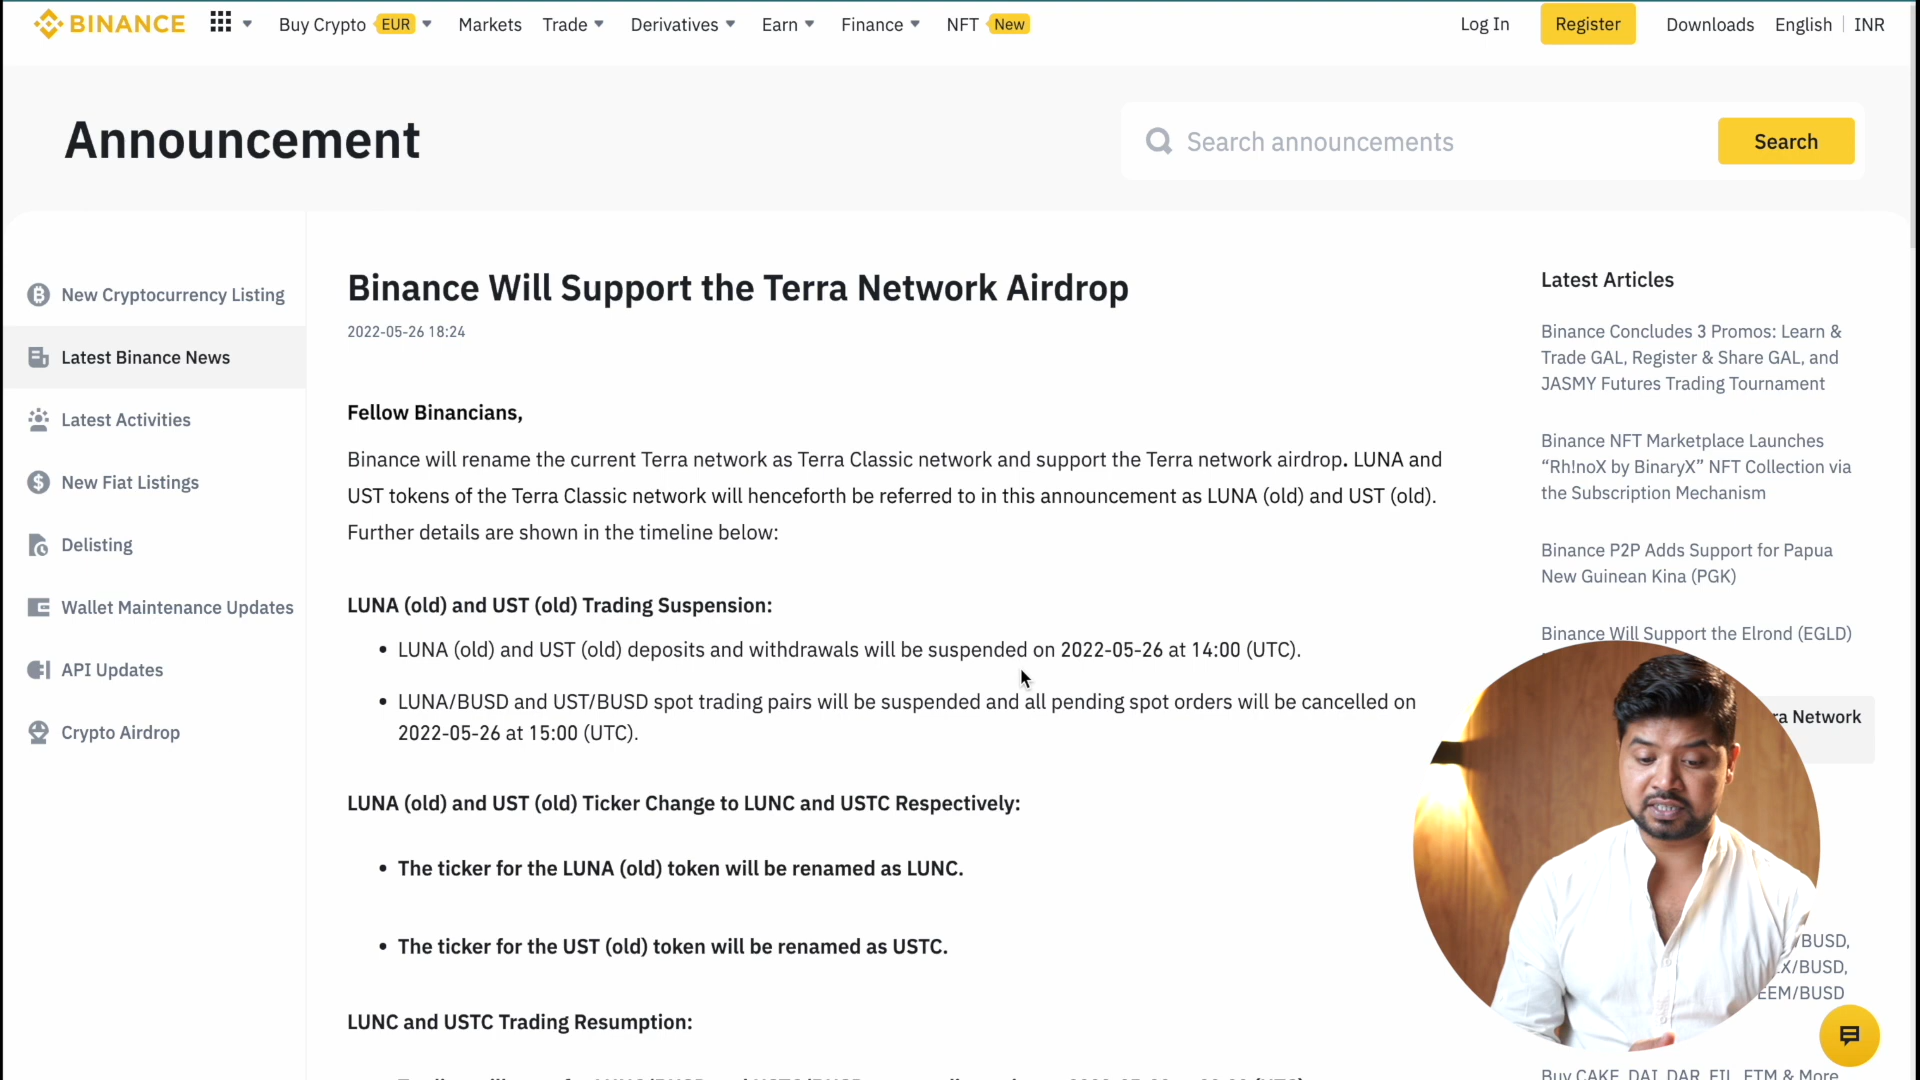 BINANCE
Buy Crypto EUR
Markets
Trade
Derivatives
Earn
Finance
NFT New
Log In
Register
Downloads
English
INR
Announcement
Search announcements
Search
New Cryptocurrency Listing
Latest Binance News
Latest Activities
New Fiat Listings
Delisting
Wallet Maintenance Updates
API Updates
Crypto Airdrop
Binance Will Support the Terra Network Airdrop
2022-05-26 18:24
Fellow Binancians,
Binance will rename the current Terra network as Terra Classic network and support the Terra network airdrop. LUNA and
UST tokens of the Terra Classic network will henceforth be referred to in this announcement as LUNA (old) and UST (old).
Further details are shown in the timeline below:
LUNA (old) and UST (old) Trading Suspension:
• LUNA (old) and UST (old) deposits and withdrawals will be suspended on 2022-05-26 at 14:00 (UTC).
• LUNA/BUSD and UST/BUSD spot trading pairs will be suspended and all pending spot orders will be cancelled on
2022-05-26 at 15:00 (UTC).
LUNA (old) and UST (old) Ticker Change to LUNC and USTC Respectively:
• The ticker for the LUNA (old) token will be renamed as LUNC.
• The ticker for the UST (old) token will be renamed as USTC.
LUNC and USTC Trading Resumption:
Latest Articles
Binance Concludes 3 Promos: Learn &
Trade GAL, Register & Share GAL, and
JASMY Futures Trading Tournament
Binance NFT Marketplace Launches
“Rh!noX by BinaryX” NFT Collection via
the Subscription Mechanism
Binance P2P Adds Support for Papua
New Guinean Kina (PGK)
Binance Will Support the Elrond (EGLD)
ra Network
/BUSD,
X/BUSD,
EEM/BUSD
Buy CAKE, DAI, DAR, FIL, FTM & More